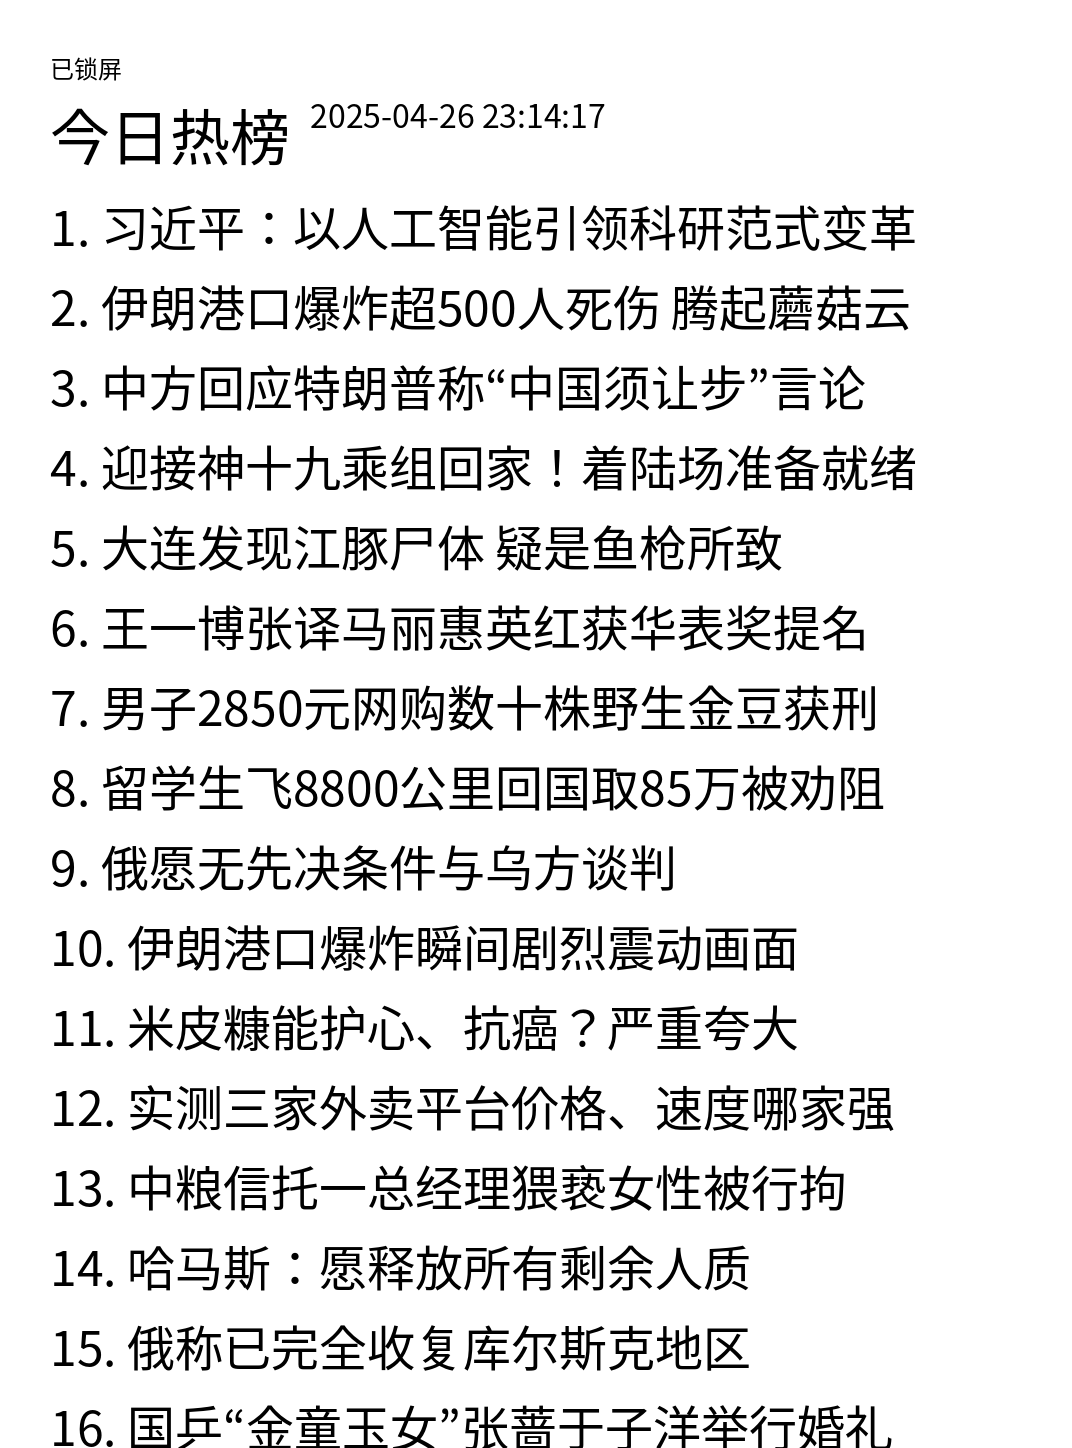 已锁屏
今日热榜 2025-04-26 23:14:17
1. 习近平：以人工智能引领科研范式变革
2. 伊朗港口爆炸超500人死伤 腾起蘑菇云
3. 中方回应特朗普称“中国须让步”言论
4. 迎接神十九乘组回家！着陆场准备就绪
5. 大连发现江豚尸体 疑是鱼枪所致
6. 王一博张译马丽惠英红获华表奖提名
7. 男子2850元网购数十株野生金豆获刑
8. 留学生飞8800公里回国取85万被劝阻
9. 俄愿无先决条件与乌方谈判
10. 伊朗港口爆炸瞬间剧烈震动画面
11. 米皮糠能护心、抗癌？严重夸大
12. 实测三家外卖平台价格、速度哪家强
13. 中粮信托一总经理猥亵女性被行拘
14. 哈马斯：愿释放所有剩余人质
15. 俄称已完全收复库尔斯克地区
16. 国乒“金童玉女”张蔷于子洋举行婚礼